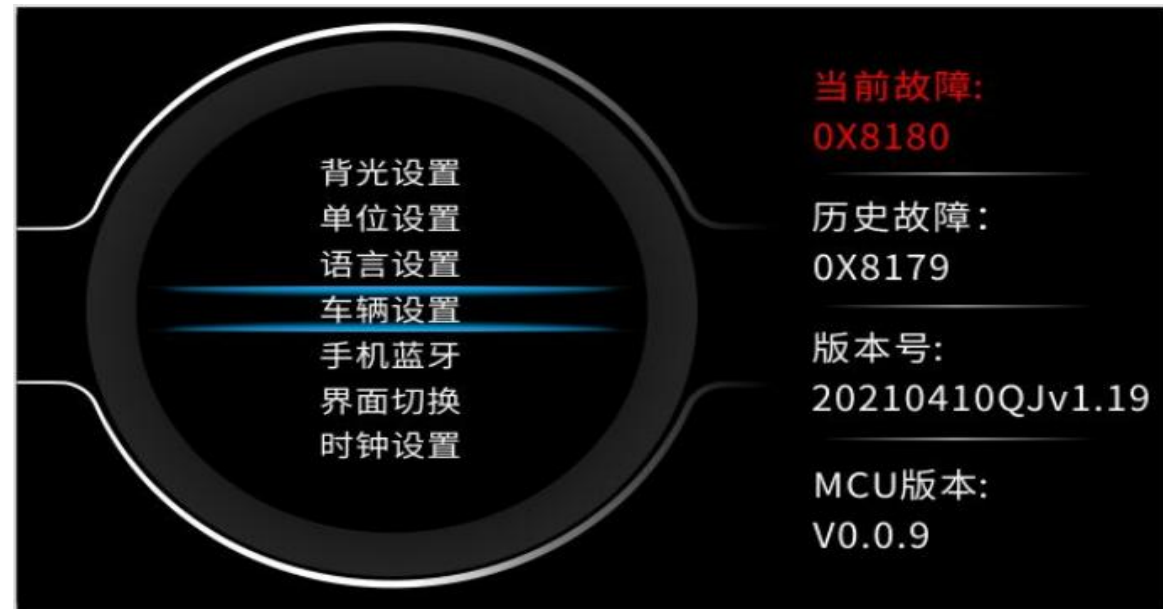 背光设置
单位设置
语言设置
车辆设置
手机蓝牙
界面切换
时钟设置
当前故障:
0X8180
历史故障：
0X8179
版本号:
20210410QJv1.19
MCU版本:
V0.0.9